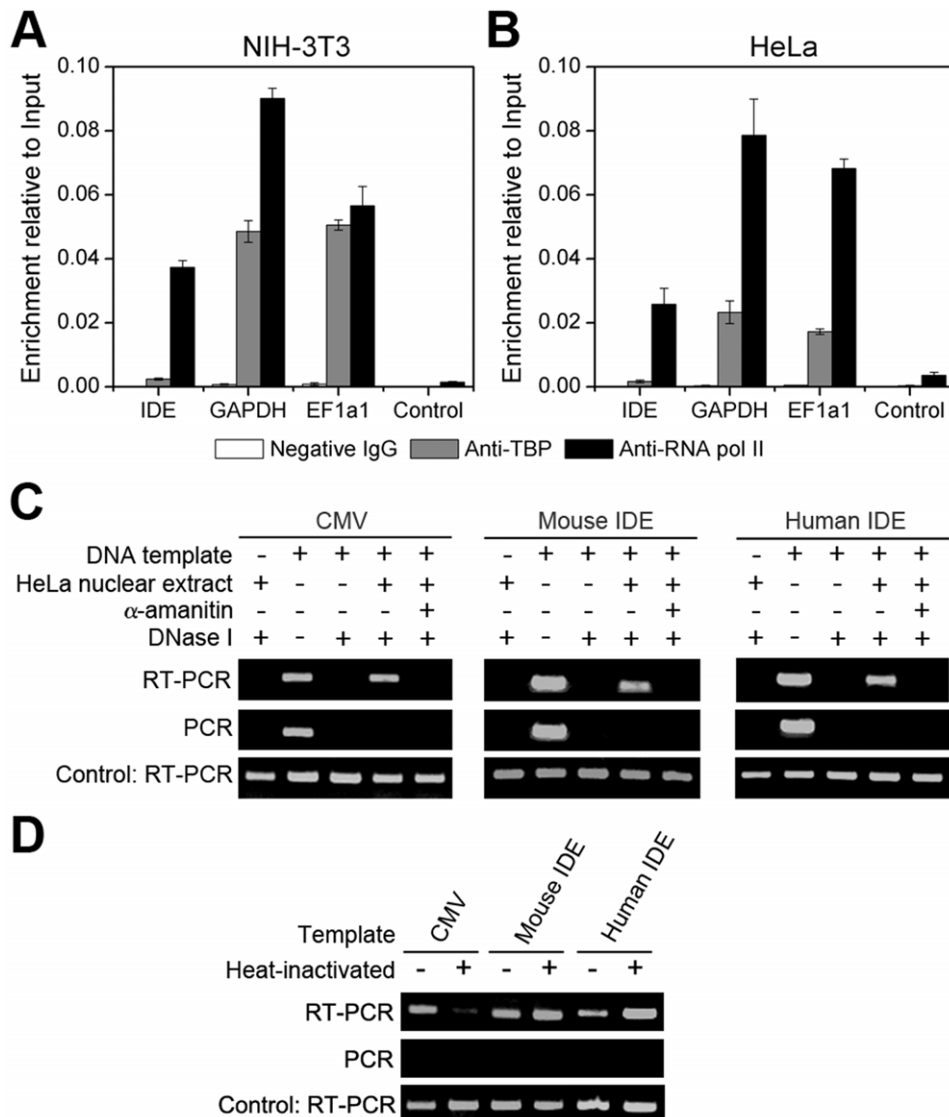 A
NIH-3T3
Enrichment relative to Input
0.10
0.08
0.06
0.04
0.02
0.00
IDE GAPDH EF1a1 Control
B
HeLa
Enrichment relative to Input
0.10
0.08
0.06
0.04
0.02
0.00
IDE GAPDH EF1a1 Control
Negative IgG Anti-TBP Anti-RNA pol II
C
CMV Mouse IDE Human IDE
DNA template - + + + + - + + + + - + + + +
HeLa nuclear extract + - - + + + - - + + + - - + +
α-amanitin - - - - + - - - - + - - - - +
DNase I + - + + + + - + + + + - + + +
RT-PCR
PCR
Control: RT-PCR
D
Template CMV Mouse IDE Human IDE
Heat-inactivated - + - + - +
RT-PCR
PCR
Control: RT-PCR